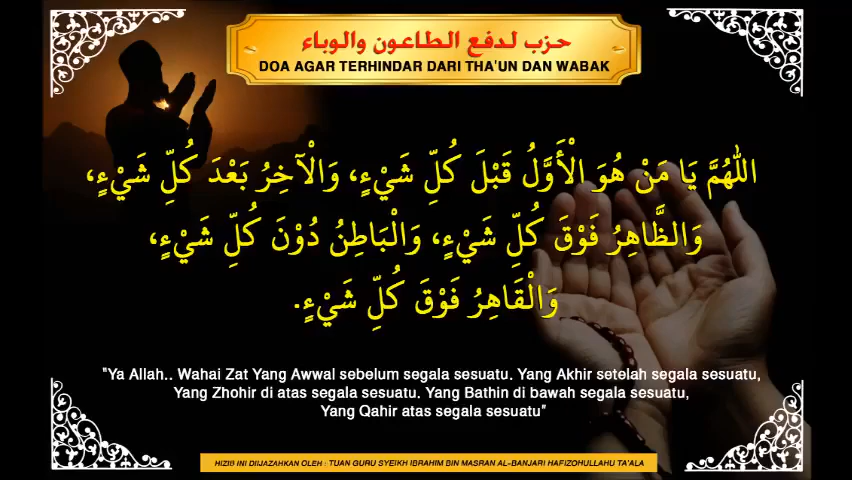 حزب لدفع الطاعون والوباء
DOA AGAR TERHINDAR DARI THA'UN DAN WABAK
اللّٰهُمَّ يَا مَنْ هُوَ الْأَوَّلُ قَبْلَ كُلِّ شَيْءٍ، وَالْآخِرُ بَعْدَ كُلِّ شَيْءٍ،
وَالظَّاهِرُ فَوْقَ كُلِّ شَيْءٍ، وَالْبَاطِنُ دُوْنَ كُلِّ شَيْءٍ،
وَالْقَاهِرُ فَوْقَ كُلِّ شَيْءٍ.
"Ya Allah.. Wahai Zat Yang Awwal sebelum segala sesuatu. Yang Akhir setelah segala sesuatu,
Yang Zhohir di atas segala sesuatu. Yang Bathin di bawah segala sesuatu,
Yang Qahir atas segala sesuatu"
HIZIB INI DIIJAZAHKAN OLEH : TUAN GURU SYEIKH IBRAHIM BIN MASRAN AL-BANJARI HAFIZOHULLAHU TA'ALA